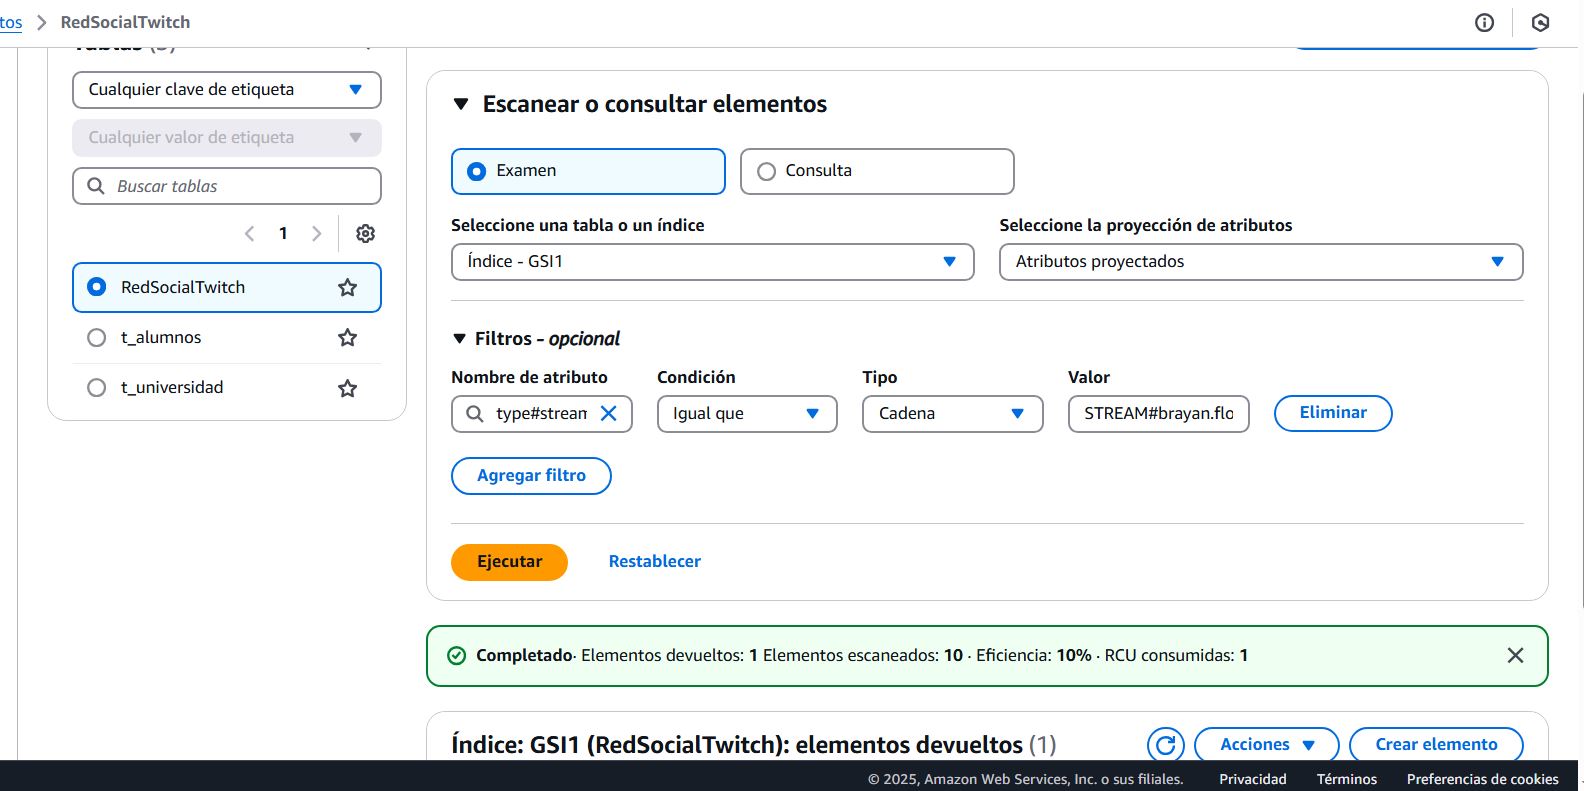 tos > RedSocialTwitch
Tablas (3)
Cualquier clave de etiqueta
Cualquier valor de etiqueta
Buscar tablas
1
RedSocialTwitch
t_alumnos
t_universidad
Escanear o consultar elementos
Examen
Consulta
Seleccione una tabla o un índice
Seleccione la proyección de atributos
Índice - GSI1
Atributos proyectados
Filtros - opcional
Nombre de atributo Condición Tipo Valor
type#stream Igual que Cadena STREAM#brayan.flo Eliminar
Agregar filtro
Ejecutar Restablecer
Completado· Elementos devueltos: 1 Elementos escaneados: 10 · Eficiencia: 10% · RCU consumidas: 1
Índice: GSI1 (RedSocialTwitch): elementos devueltos (1)
Acciones
Crear elemento
© 2025, Amazon Web Services, Inc. o sus filiales. Privacidad Términos Preferencias de cookies